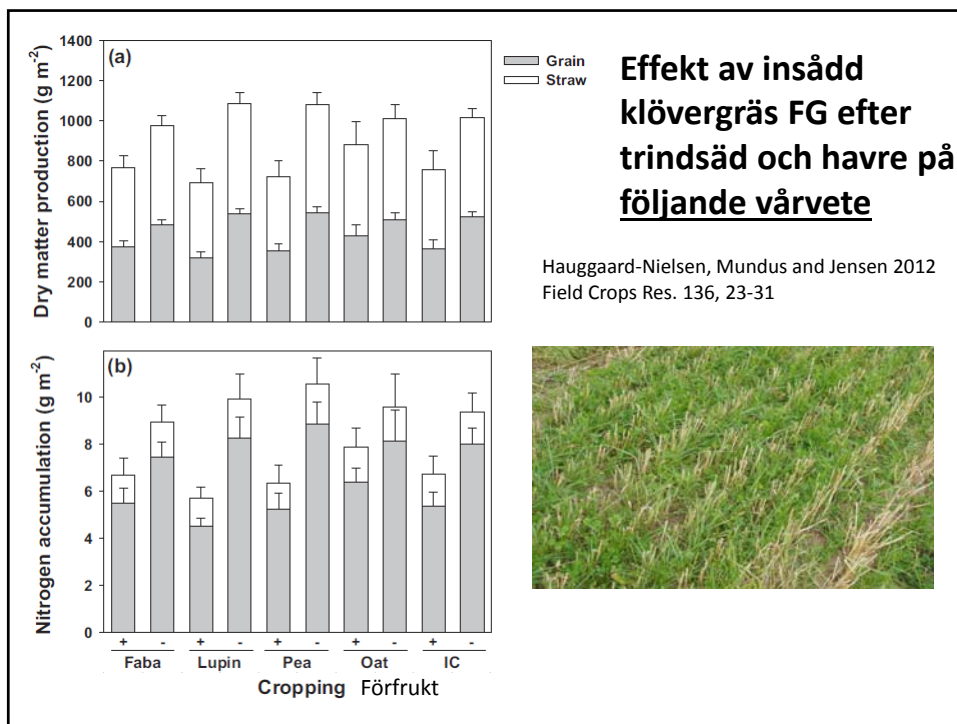 (a)
Dry matter production (g m⁻²)
1400
1200
1000
800
600
400
200
0
Grain
Straw
Effekt av insådd
klövergräs FG efter
trindsäd och havre på
följande vårvete
Hauggaard-Nielsen, Mundus and Jensen 2012
Field Crops Res. 136, 23-31
(b)
Nitrogen accumulation (g m⁻²)
10
8
6
4
2
0
+ - + - + - + - + -
Faba Lupin Pea Oat IC
Cropping Förfrukt